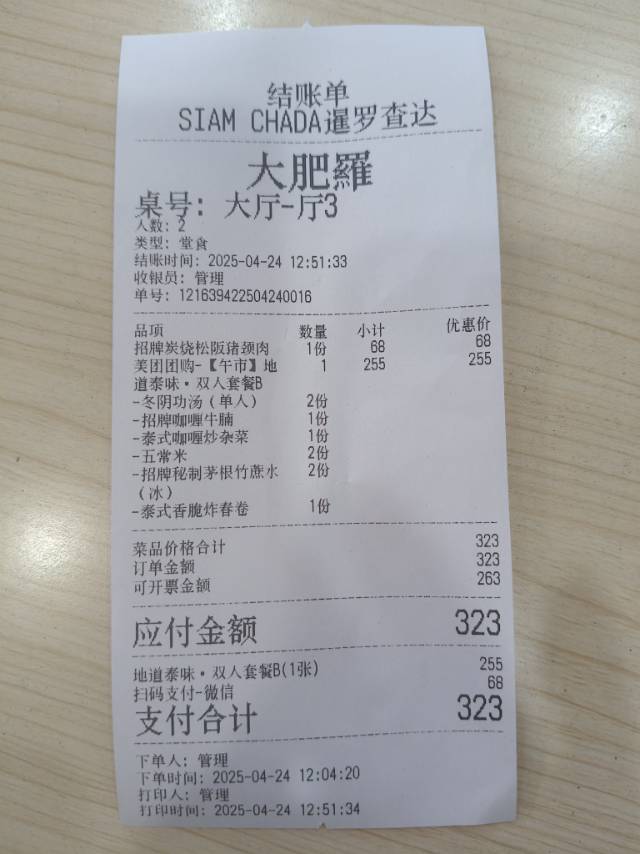 结账单
SIAM CHADA暹罗查达
大肥羅
桌号: 大厅-厅3
人数: 2
类型: 堂食
结账时间: 2025-04-24 12:51:33
收银员: 管理
单号: 121639422504240016
品项 数量 小计 优惠价
招牌炭烧松阪猪颈肉 1份 68 68
美团团购-【午市】地 1 255 255
道泰味·双人套餐B
-冬阴功汤(单人) 2份
-招牌咖喱牛腩 1份
-泰式咖喱炒杂菜 1份
-五常米 2份
-招牌秘制茅根竹蔗水 2份
(冰)
-泰式香脆炸春卷 1份
菜品价格合计 323
订单金额 323
可开票金额 263
应付金额 323
地道泰味·双人套餐B(1张) 255
扫码支付-微信 68
支付合计 323
下单人: 管理
下单时间: 2025-04-24 12:04:20
打印人: 管理
打印时间: 2025-04-24 12:51:34